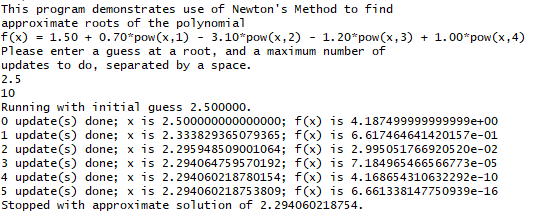 This program demonstrates use of Newton's Method to find
approximate roots of the polynomial
f(x) = 1.50 + 0.70*pow(x,1) - 3.10*pow(x,2) - 1.20*pow(x,3) + 1.00*pow(x,4)
Please enter a guess at a root, and a maximum number of
updates to do, separated by a space.
2.5
10
Running with initial guess 2.500000.
0 update(s) done; x is 2.500000000000000; f(x) is 4.187499999999999e+00
1 update(s) done; x is 2.333829365079365; f(x) is 6.617464641420157e-01
2 update(s) done; x is 2.295948509001064; f(x) is 2.995051766920520e-02
3 update(s) done; x is 2.294064759570192; f(x) is 7.184965466566773e-05
4 update(s) done; x is 2.294060218780154; f(x) is 4.168654310632292e-10
5 update(s) done; x is 2.294060218753809; f(x) is 6.661338147750939e-16
Stopped with approximate solution of 2.294060218754.